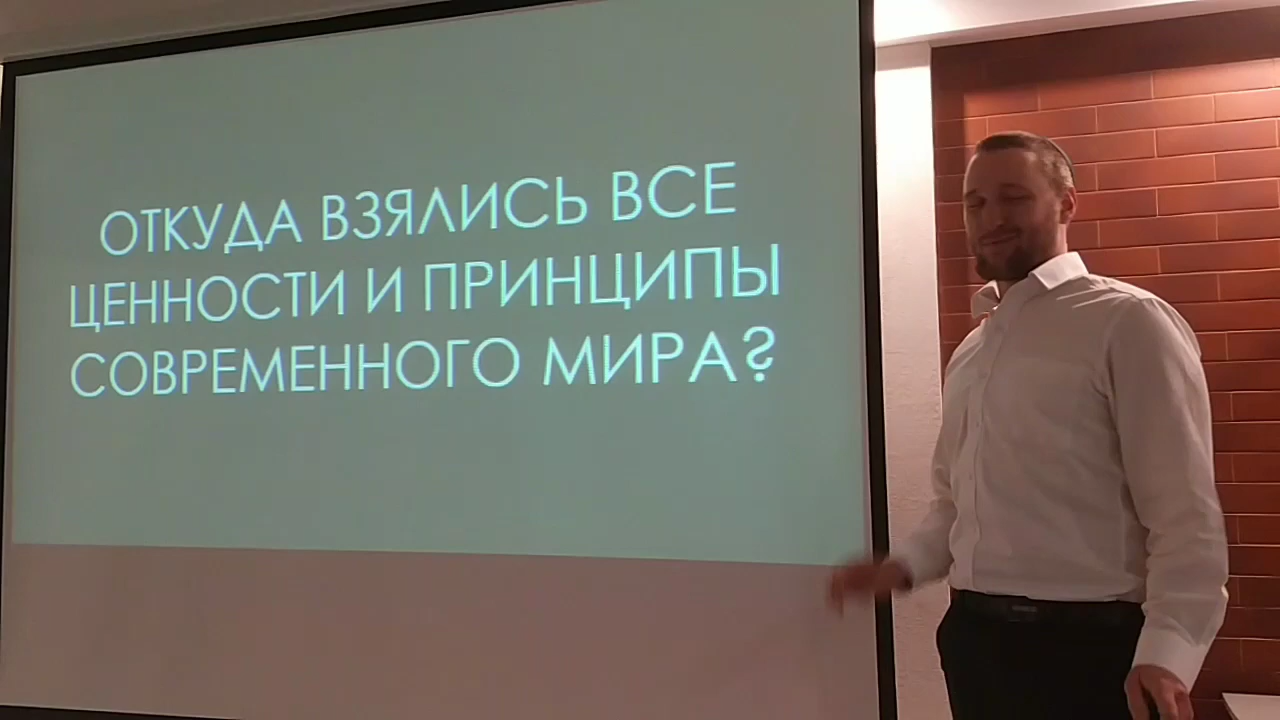 ОТКУДА ВЗЯЛИСЬ ВСЕ
ЦЕННОСТИ И ПРИНЦИПЫ
СОВРЕМЕННОГО МИРА?